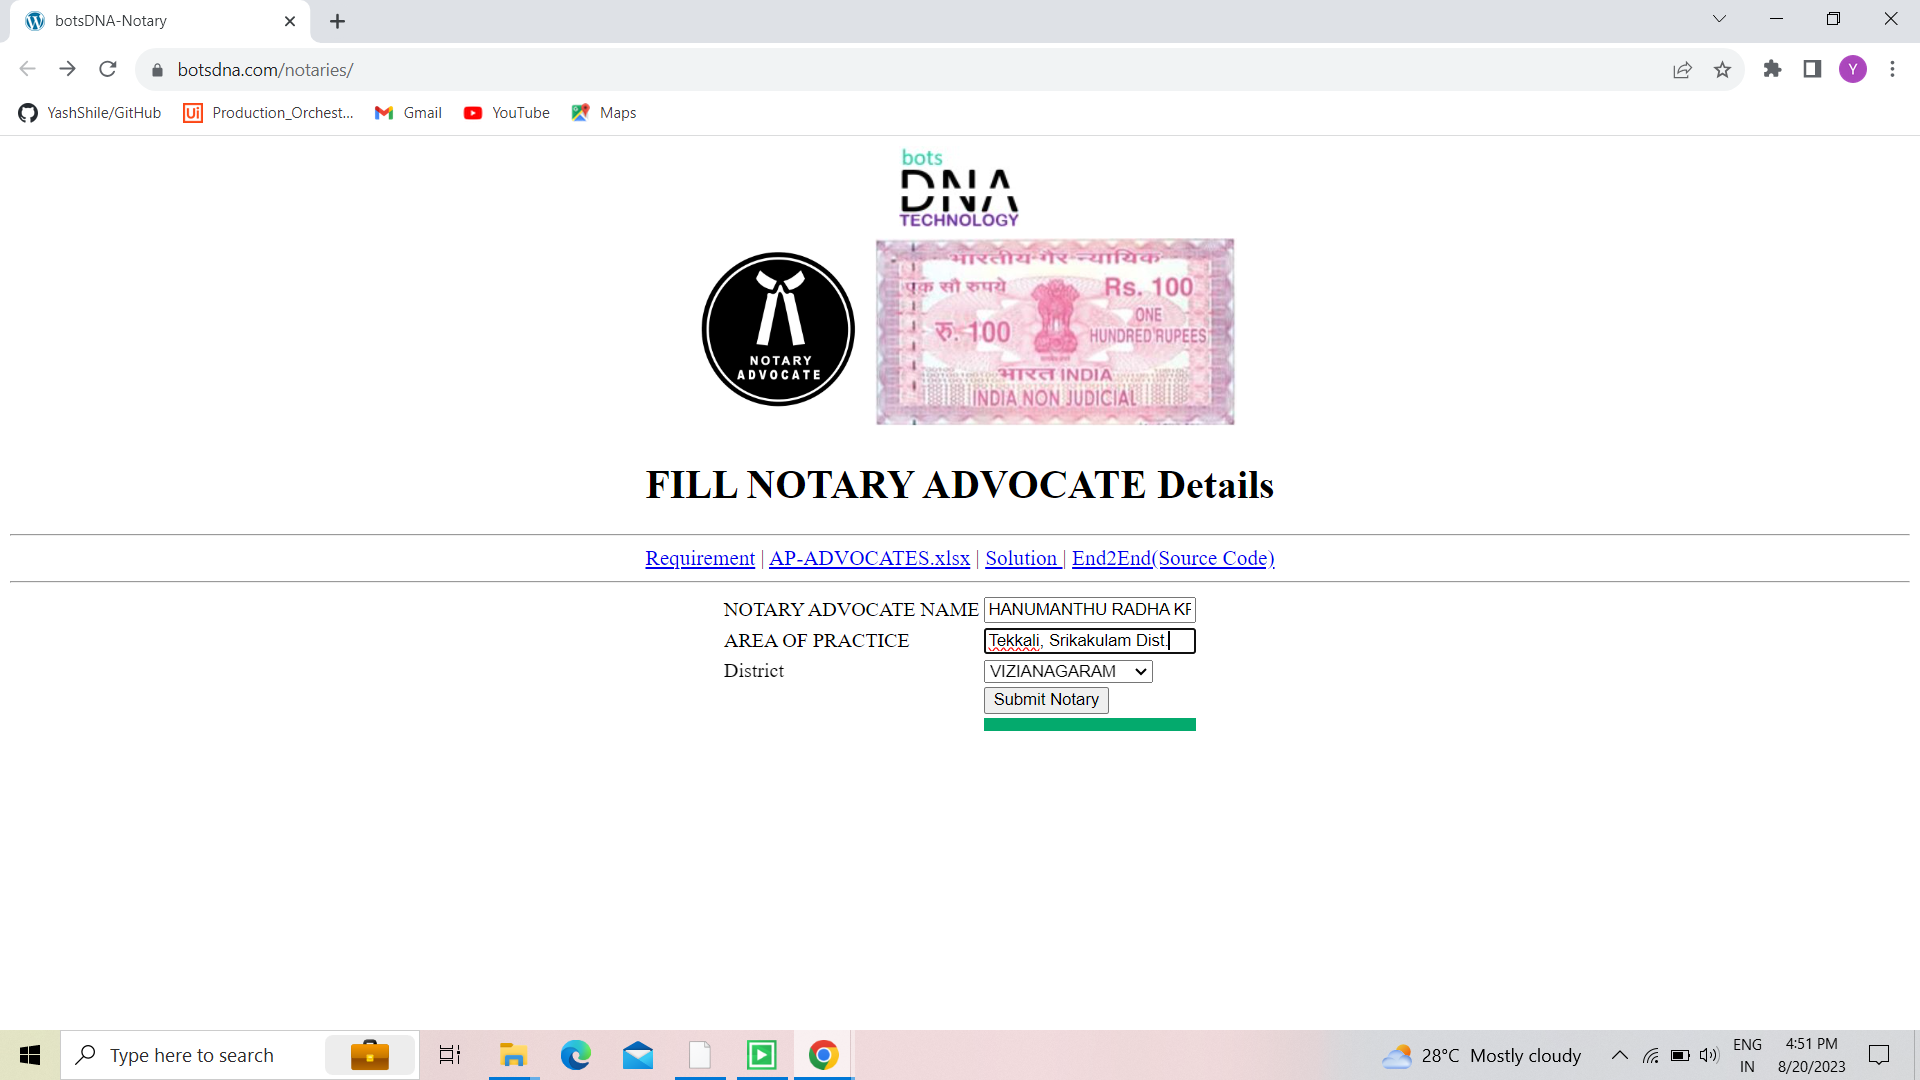 botsDNA-Notary
botsdna.com/notaries/
Y
YashShile/GitHub
Ui Production_Orchest...
Gmail
YouTube
Maps
bots
DNA
TECHNOLOGY
NOTARY
ADVOCATE
भारतीय-गैर-न्यायिक
एक सौ रुपये
Rs. 100
रु. 100
ONE
HUNDRED RUPEES
भारत INDIA
INDIA NON JUDICIAL
FILL NOTARY ADVOCATE Details
Requirement | AP-ADVOCATES.xlsx | Solution | End2End(Source Code)
NOTARY ADVOCATE NAME HANUMANTHU RADHA KR
AREA OF PRACTICE Tekkali, Srikakulam Dist.
District VIZIANAGARAM
Submit Notary
Type here to search
28°C Mostly cloudy
ENG
IN
4:51 PM
8/20/2023